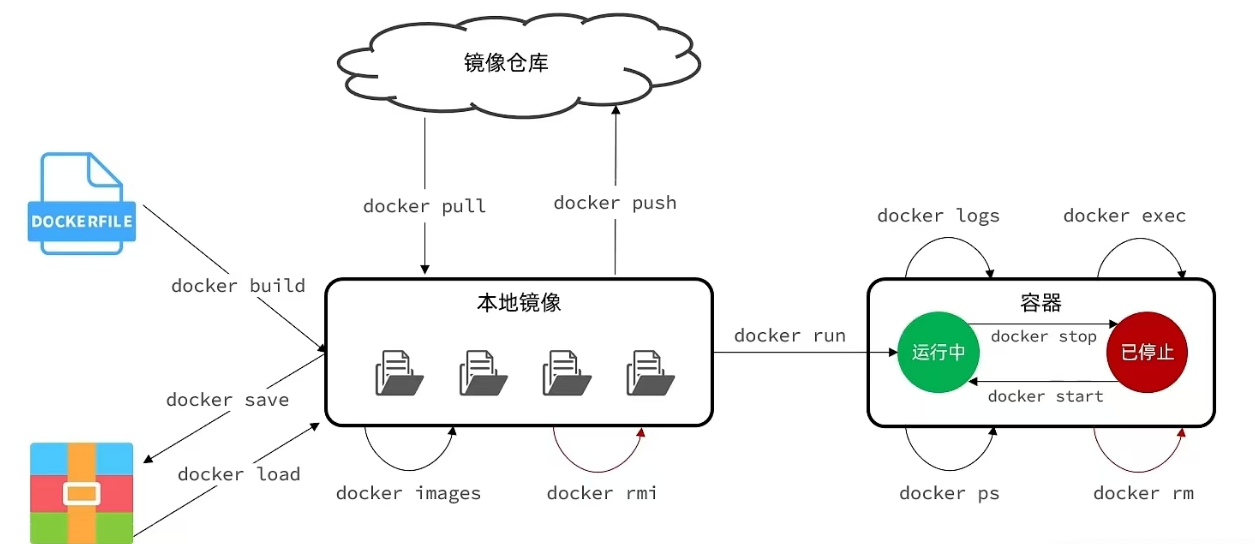 镜像仓库
docker pull
docker push
DOCKERFILE
docker logs
docker exec
docker build
本地镜像
容器
docker run
运行中
docker stop
已停止
docker start
docker save
docker load
docker images
docker rmi
docker ps
docker rm